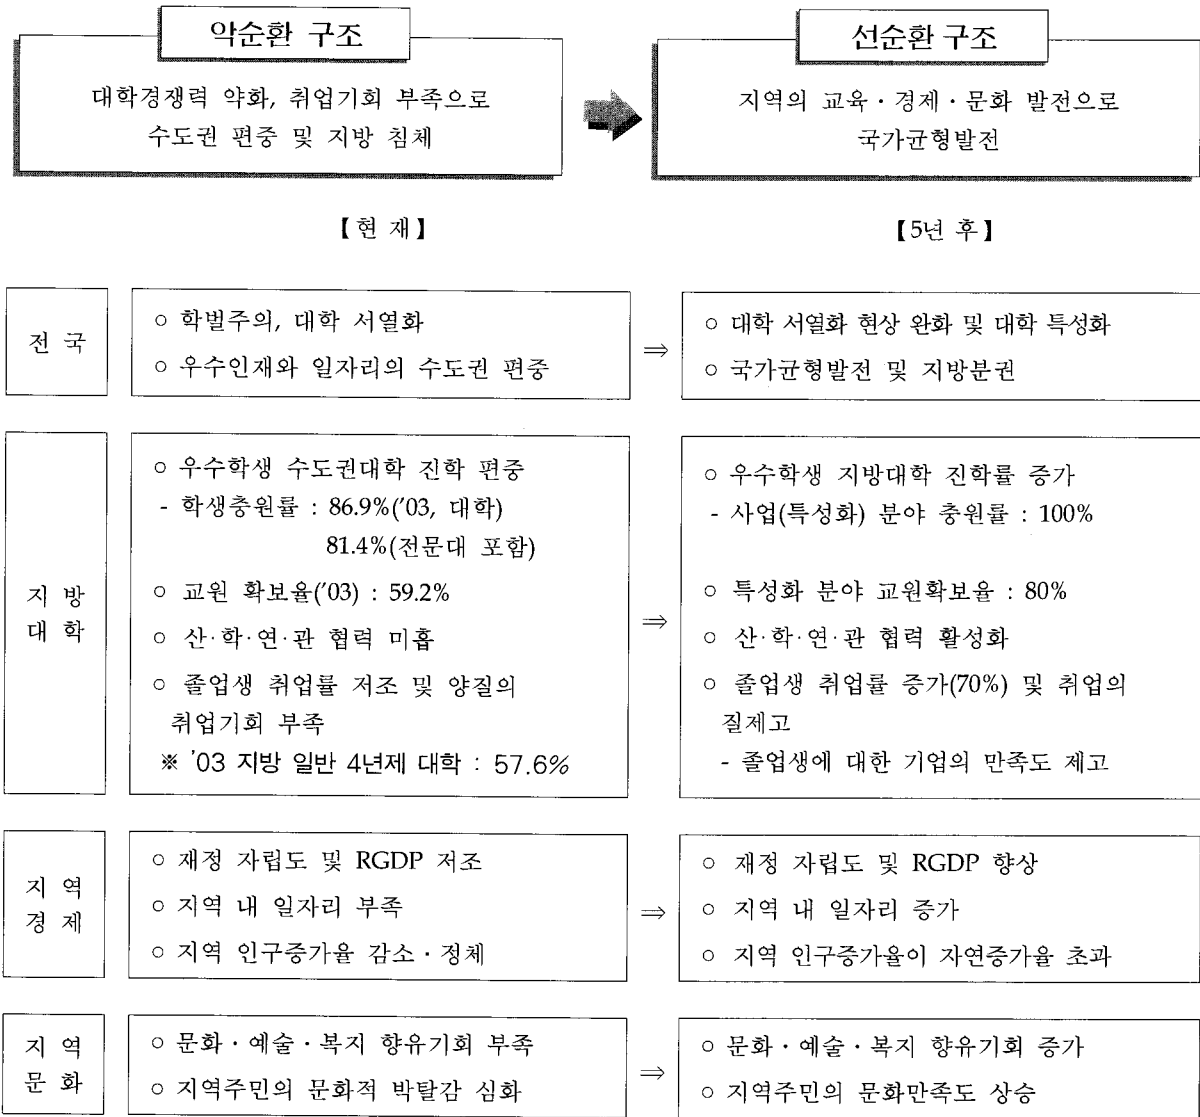 악순환 구조
대학경쟁력 약화, 취업기회 부족으로
수도권 편중 및 지방 침체
선순환 구조
지역의 교육·경제·문화 발전으로
국가균형발전
【현 재】
【5년 후】
전 국
○ 학벌주의, 대학 서열화
○ 우수인재와 일자리의 수도권 편중
⇒
○ 대학 서열화 현상 완화 및 대학 특성화
○ 국가균형발전 및 지방분권
지 방
대 학
○ 우수학생 수도권대학 진학 편중
- 학생충원률 : 86.9%('03, 대학)
81.4%(전문대 포함)
○ 교원 확보율('03) : 59.2%
○ 산·학·연·관 협력 미흡
○ 졸업생 취업률 저조 및 양질의
취업기회 부족
※ '03 지방 일반 4년제 대학 : 57.6%
⇒
○ 우수학생 지방대학 진학률 증가
- 사업(특성화) 분야 충원률 : 100%
○ 특성화 분야 교원확보율 : 80%
○ 산·학·연·관 협력 활성화
○ 졸업생 취업률 증가(70%) 및 취업의
질제고
- 졸업생에 대한 기업의 만족도 제고
지 역
경 제
○ 재정 자립도 및 RGDP 저조
○ 지역 내 일자리 부족
○ 지역 인구증가율 감소·정체
⇒
○ 재정 자립도 및 RGDP 향상
○ 지역 내 일자리 증가
○ 지역 인구증가율이 자연증가율 초과
지 역
문 화
○ 문화·예술·복지 향유기회 부족
○ 지역주민의 문화적 박탈감 심화
⇒
○ 문화·예술·복지 향유기회 증가
○ 지역주민의 문화만족도 상승